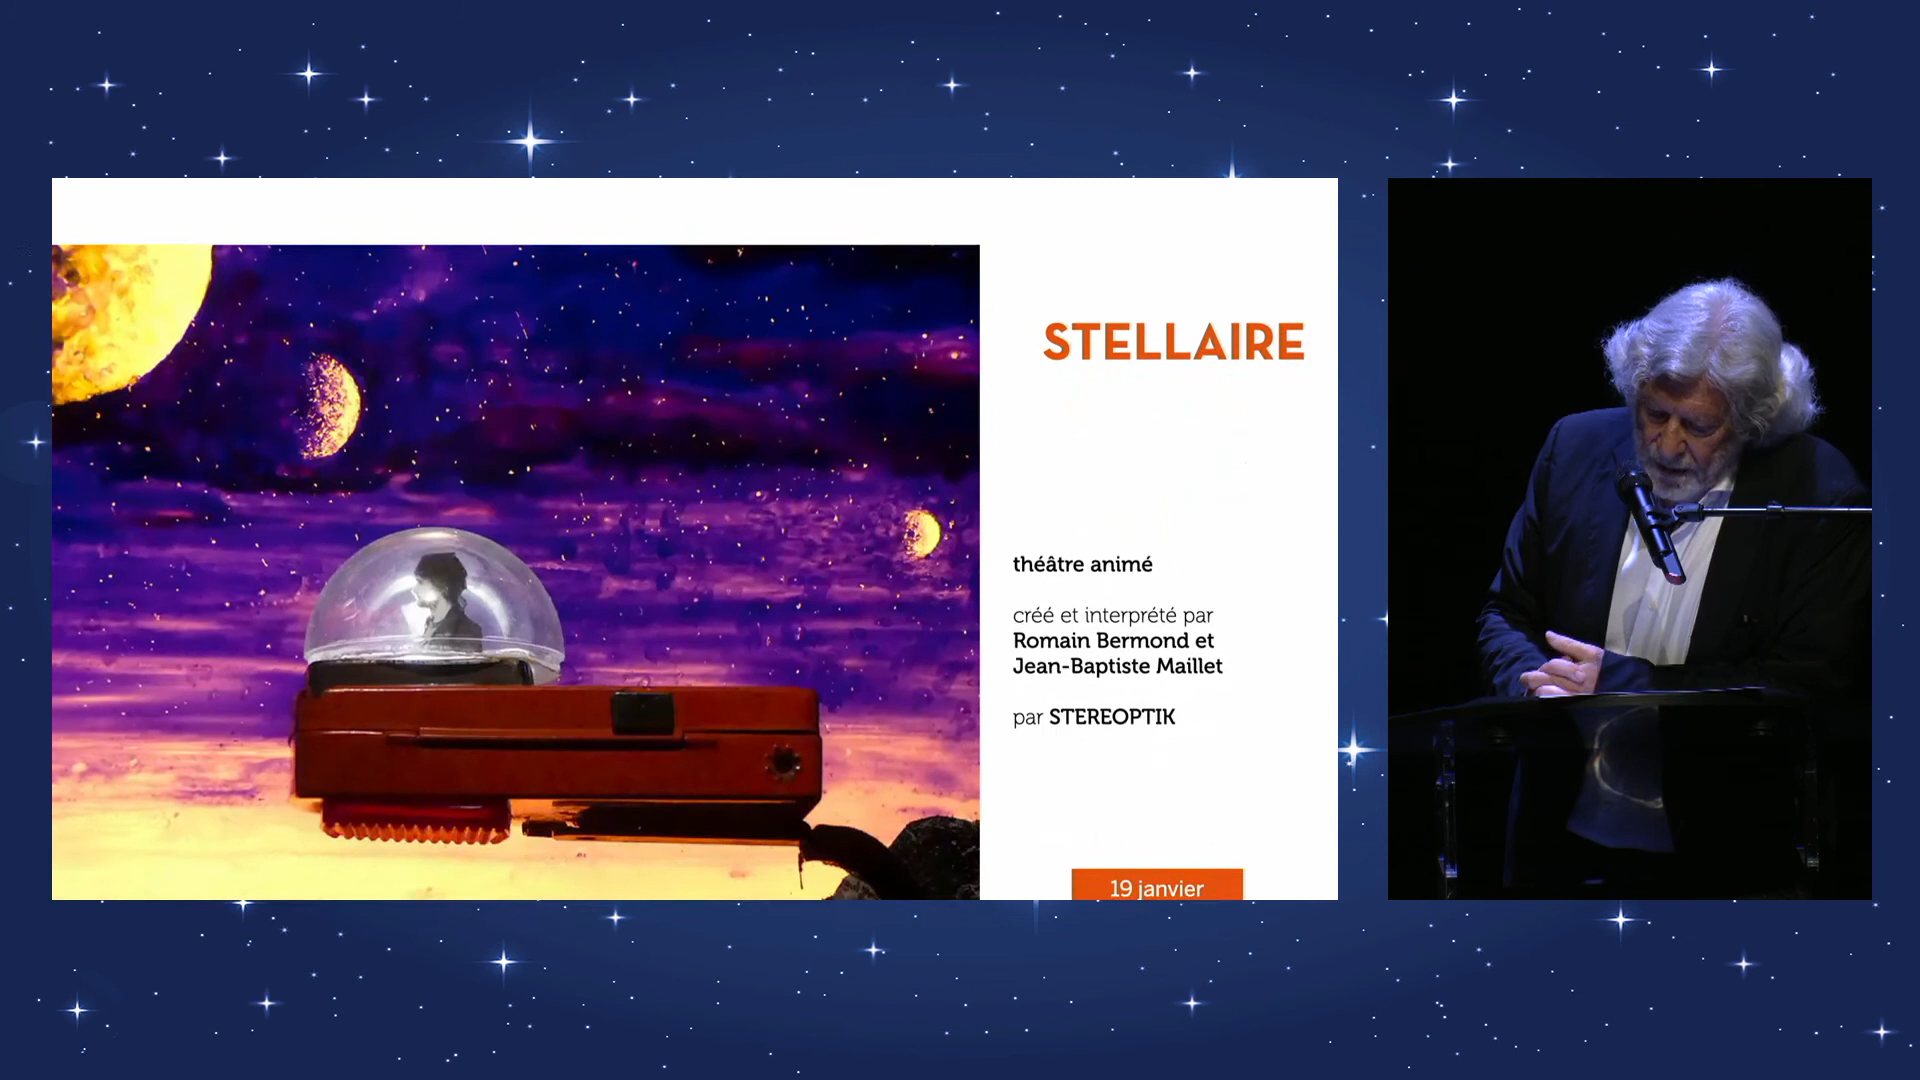 STELLAIRE
théâtre animé
créé et interprété par
Romain Bermond et
Jean-Baptiste Maillet
par STEREOPTIK
19 janvier